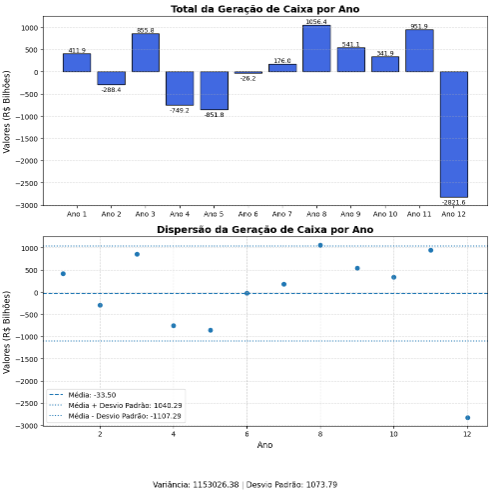 Total da Geração de Caixa por Ano
Valores (R$ Bilhões)
1000
500
0
−500
−1000
−1500
−2000
−2500
−3000
411.9
-288.4
855.8
-749.2
-851.8
-26.2
176.0
1056.4
541.1
341.9
951.9
-2821.6
Ano 1 Ano 2 Ano 3 Ano 4 Ano 5 Ano 6 Ano 7 Ano 8 Ano 9 Ano 10 Ano 11 Ano 12
Dispersão da Geração de Caixa por Ano
Valores (R$ Bilhões)
1000
500
0
−500
−1000
−1500
−2000
−2500
−3000
Média: -33.50
Média + Desvio Padrão: 1040.29
Média - Desvio Padrão: -1107.29
2 4 6 8 10 12
Ano
Variância: 1153026.38 | Desvio Padrão: 1073.79